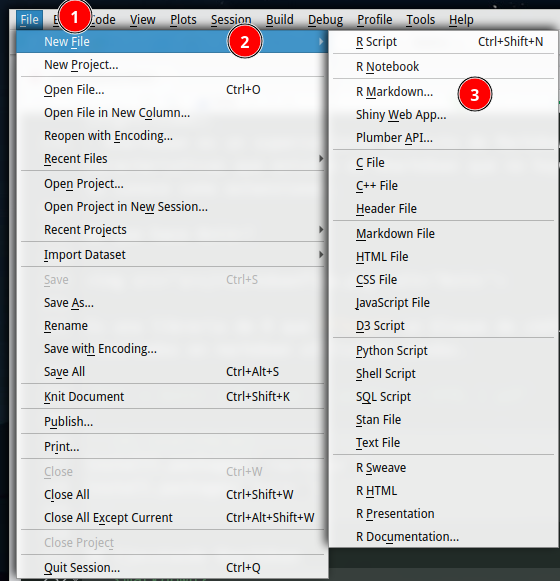 File Code View Plots Session Build Debug Profile Tools Help
1
New File
2
New Project...
Open File... Ctrl+O
Open File in New Column...
Reopen with Encoding...
Recent Files
Open Project...
Open Project in New Session...
Recent Projects
Import Dataset
Save Ctrl+S
Save As...
Rename
Save with Encoding...
Save All Ctrl+Alt+S
Knit Document Ctrl+Shift+K
Publish...
Print...
Close Ctrl+W
Close All Ctrl+Shift+W
Close All Except Current Ctrl+Alt+Shift+W
Close Project
Quit Session... Ctrl+Q
R Script Ctrl+Shift+N
R Notebook
R Markdown...
3
Shiny Web App...
Plumber API...
C File
C++ File
Header File
Markdown File
HTML File
CSS File
JavaScript File
D3 Script
Python Script
Shell Script
SQL Script
Stan File
Text File
R Sweave
R HTML
R Presentation
R Documentation...